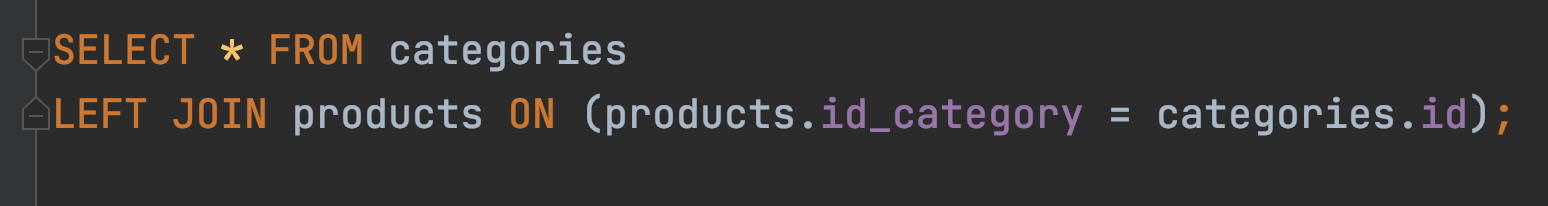 SELECT * FROM categories
LEFT JOIN products ON (products.id_category = categories.id);